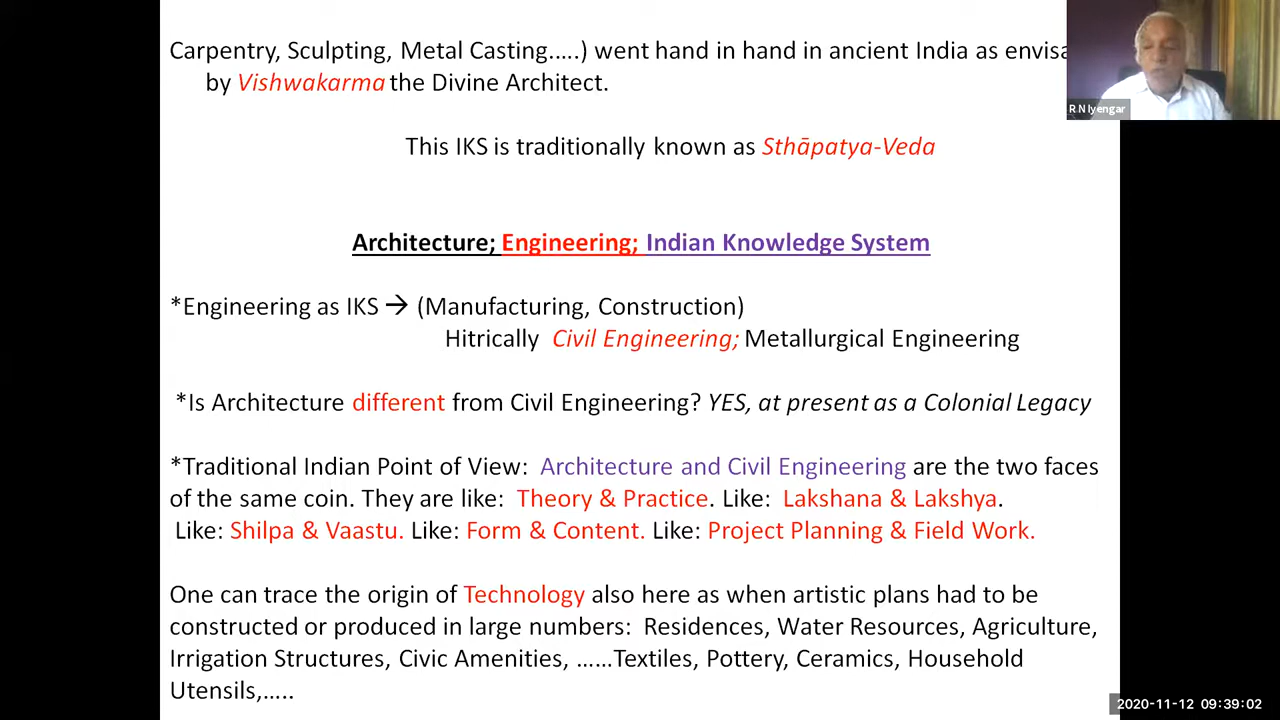 Carpentry, Sculpting, Metal Casting.....) went hand in hand in ancient India as
by Vishwakarma the Divine Architect.
R N Iyengar
This IKS is traditionally known as Sthāpatya-Veda
Architecture; Engineering; Indian Knowledge System
*Engineering as IKS → (Manufacturing, Construction)
Hitrically Civil Engineering; Metallurgical Engineering
*Is Architecture different from Civil Engineering? YES, at present as a Colonial Legacy
*Traditional Indian Point of View: Architecture and Civil Engineering are the two faces
of the same coin. They are like: Theory & Practice. Like: Lakshana & Lakshya.
Like: Shilpa & Vaastu. Like: Form & Content. Like: Project Planning & Field Work.
One can trace the origin of Technology also here as when artistic plans had to be
constructed or produced in large numbers: Residences, Water Resources, Agriculture,
Irrigation Structures, Civic Amenities, ......Textiles, Pottery, Ceramics, Household
Utensils,.....
2020-11-12 09:39:02